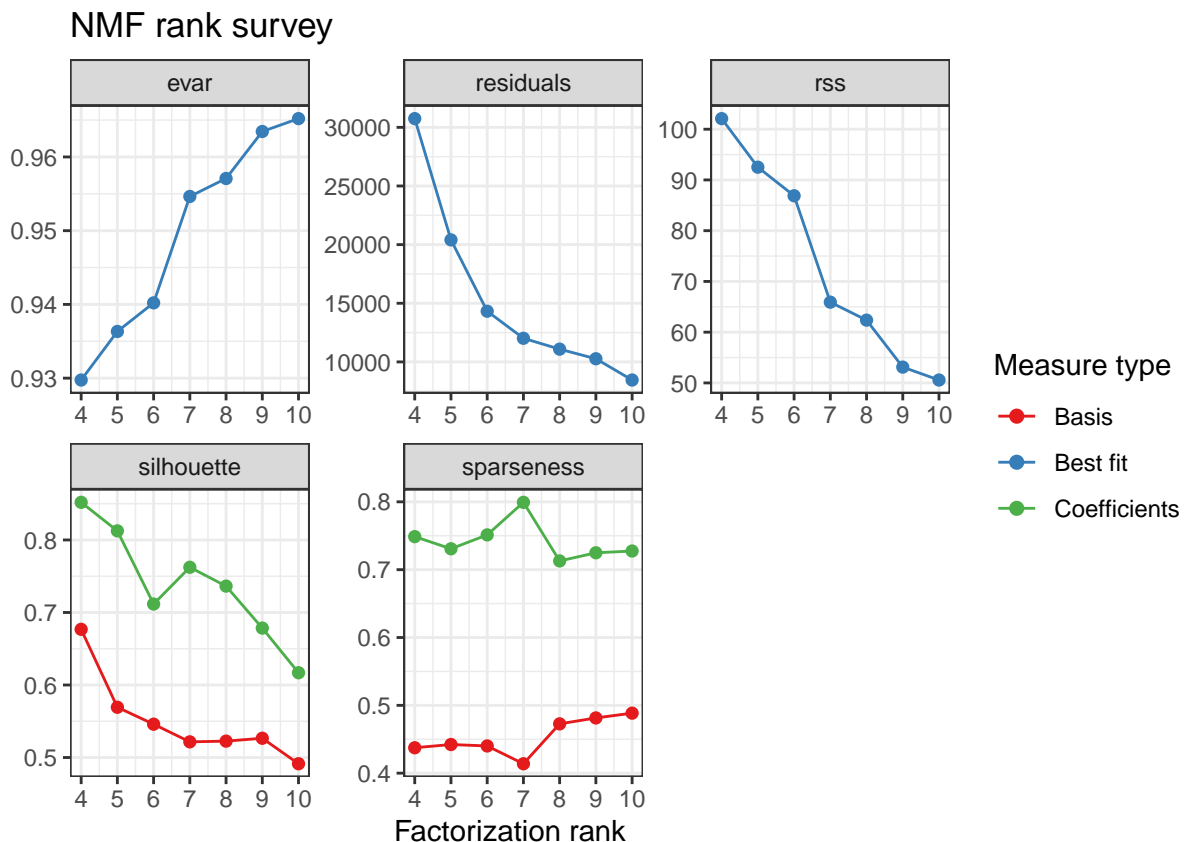 NMF rank survey
evar
residuals
rss
0.96
0.95
0.94
0.93
30000
25000
20000
15000
10000
100
90
80
70
60
50
4 5 6 7 8 9 10
4 5 6 7 8 9 10
4 5 6 7 8 9 10
silhouette
sparseness
0.8
0.7
0.6
0.5
0.8
0.7
0.6
0.5
0.4
4 5 6 7 8 9 10
4 5 6 7 8 9 10
Factorization rank
Measure type
Basis
Best fit
Coefficients